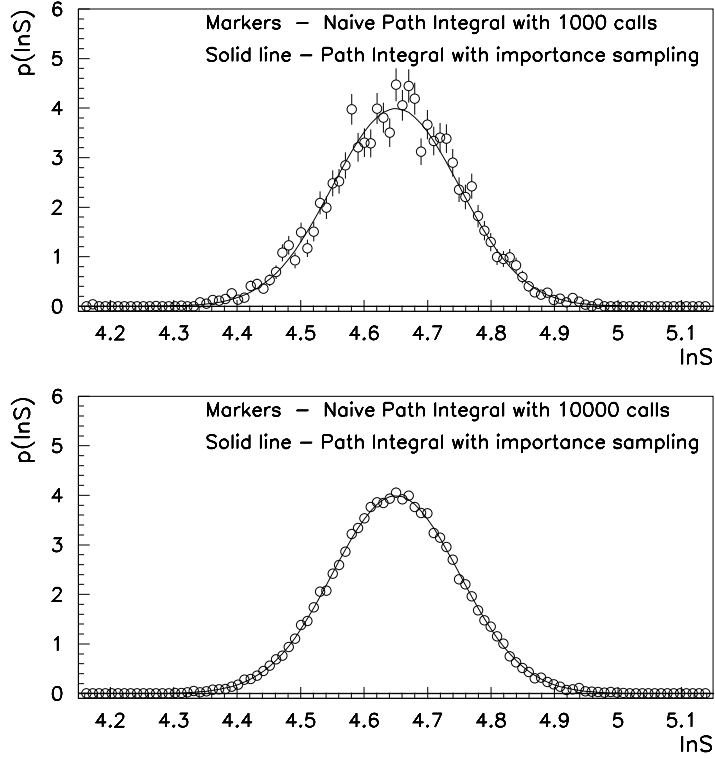 6
5
4
3
2
1
0
p(lnS)
Markers – Naive Path Integral with 1000 calls
Solid line – Path Integral with importance sampling
4.2 4.3 4.4 4.5 4.6 4.7 4.8 4.9 5 5.1
lnS
6
5
4
3
2
1
0
p(lnS)
Markers – Naive Path Integral with 10000 calls
Solid line – Path Integral with importance sampling
4.2 4.3 4.4 4.5 4.6 4.7 4.8 4.9 5 5.1
lnS